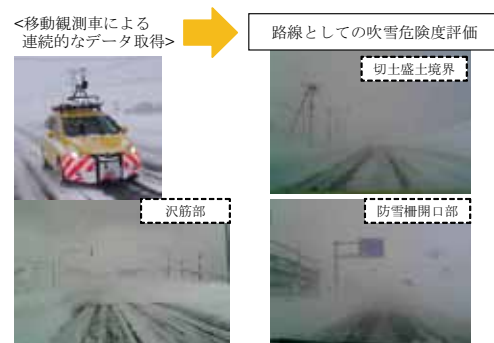 <移動観測車による
連続的なデータ取得>
路線としての吹雪危険度評価
切土盛土境界
沢筋部
防雪柵開口部